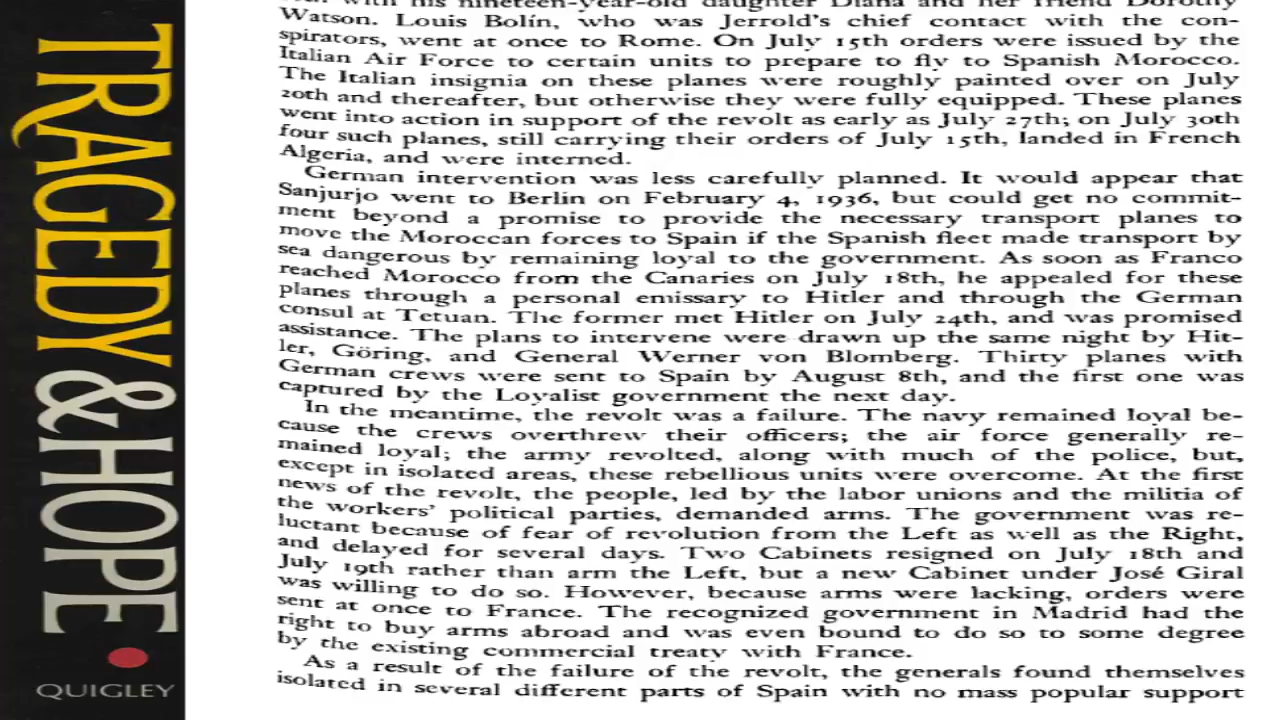 TRAGEDY & HOPE
QUIGLEY
nineteen-year-old daughter Diana and her friend Dorothy
Watson. Louis Bolín, who was Jerrold's chief contact with the con-
spirators, went at once to Rome. On July 15th orders were issued by the
Italian Air Force to certain units to prepare to fly to Spanish Morocco.
The Italian insignia on these planes were roughly painted over on July
20th and thereafter, but otherwise they were fully equipped. These planes
went into action in support of the revolt as early as July 27th; on July 30th
four such planes, still carrying their orders of July 15th, landed in French
Algeria, and were interned.
German intervention was less carefully planned. It would appear that
Sanjurjo went to Berlin on February 4, 1936, but could get no commit-
ment beyond a promise to provide the necessary transport planes to
move the Moroccan forces to Spain if the Spanish fleet made transport by
sea dangerous by remaining loyal to the government. As soon as Franco
reached Morocco from the Canaries on July 18th, he appealed for these
planes through a personal emissary to Hitler and through the German
consul at Tetuan. The former met Hitler on July 24th, and was promised
assistance. The plans to intervene were drawn up the same night by Hit-
ler, Göring, and General Werner von Blomberg. Thirty planes with
German crews were sent to Spain by August 8th, and the first one was
captured by the Loyalist government the next day.
In the meantime, the revolt was a failure. The navy remained loyal be-
cause the crews overthrew their officers; the air force generally re-
mained loyal; the army revolted, along with much of the police, but,
except in isolated areas, these rebellious units were overcome. At the first
news of the revolt, the people, led by the labor unions and the militia of
the workers' political parties, demanded arms. The government was re-
luctant because of fear of revolution from the Left as well as the Right,
and delayed for several days. Two Cabinets resigned on July 18th and
July 19th rather than arm the Left, but a new Cabinet under José Giral
was willing to do so. However, because arms were lacking, orders were
sent at once to France. The recognized government in Madrid had the
right to buy arms abroad and was even bound to do so to some degree
by the existing commercial treaty with France.
As a result of the failure of the revolt, the generals found themselves
isolated in several different parts of Spain with no mass popular support